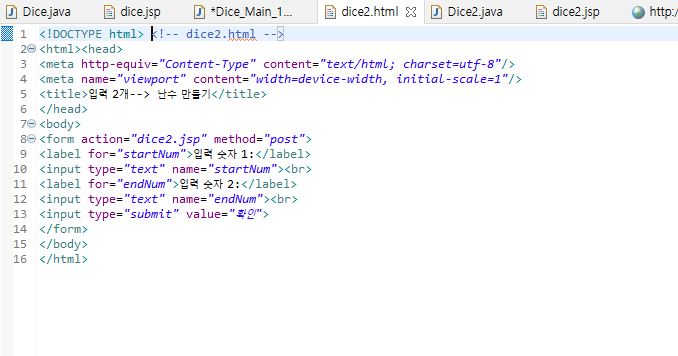 Dice.java dice.jsp *Dice_Main_1... dice2.html Dice2.java dice2.jsp http:/
1 <!DOCTYPE html> <!-- dice2.html -->
2 <html><head>
3 <meta http-equiv="Content-Type" content="text/html; charset=utf-8"/>
4 <meta name="viewport" content="width=device-width, initial-scale=1"/>
5 <title>입력 2개--> 난수 만들기</title>
6 </head>
7 <body>
8 <form action="dice2.jsp" method="post">
9 <label for="startNum">입력 숫자 1:</label>
10 <input type="text" name="startNum"><br>
11 <label for="endNum">입력 숫자 2:</label>
12 <input type="text" name="endNum"><br>
13 <input type="submit" value="확인">
14 </form>
15 </body>
16 </html>